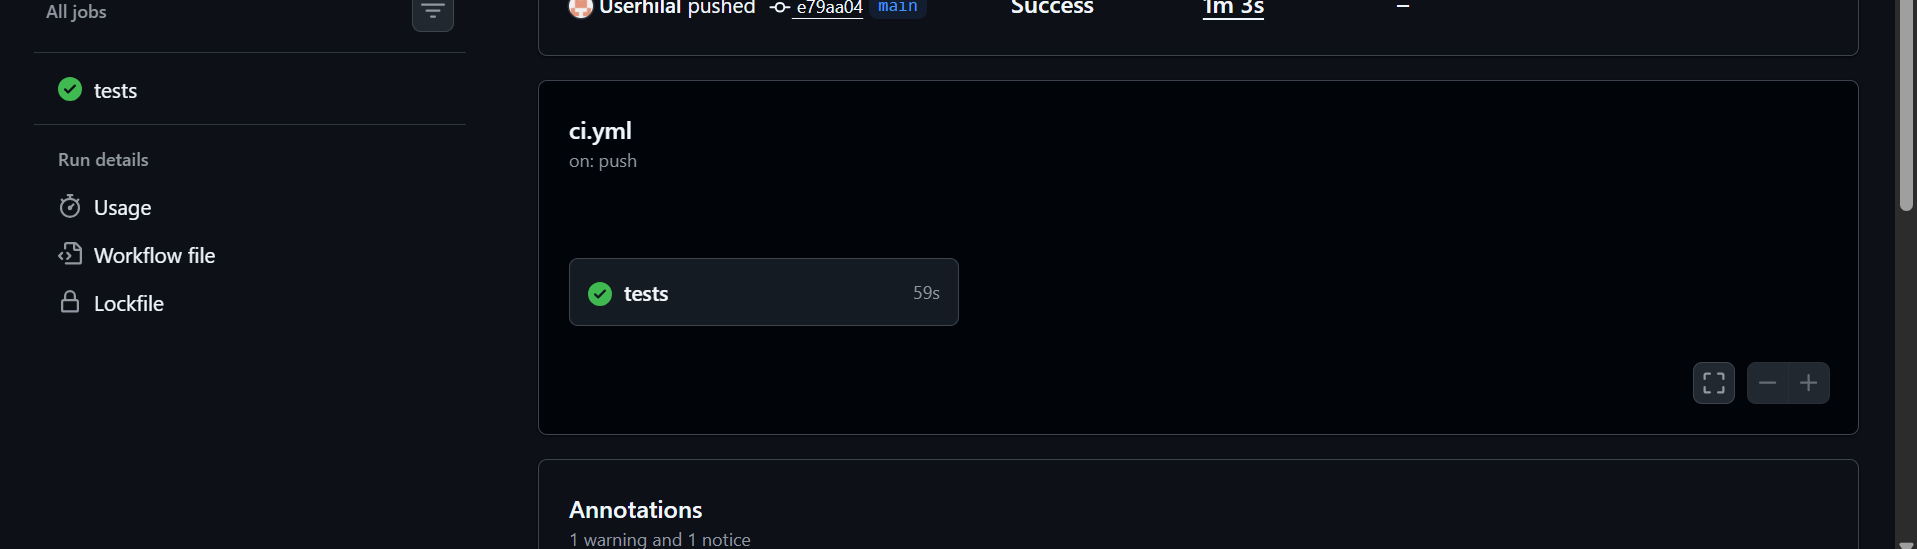 All jobs
tests
Run details
Usage
Workflow file
Lockfile
Userhilal pushed e79aa04 main
Success
1m 3s
–
ci.yml
on: push
tests
59s
Annotations
1 warning and 1 notice